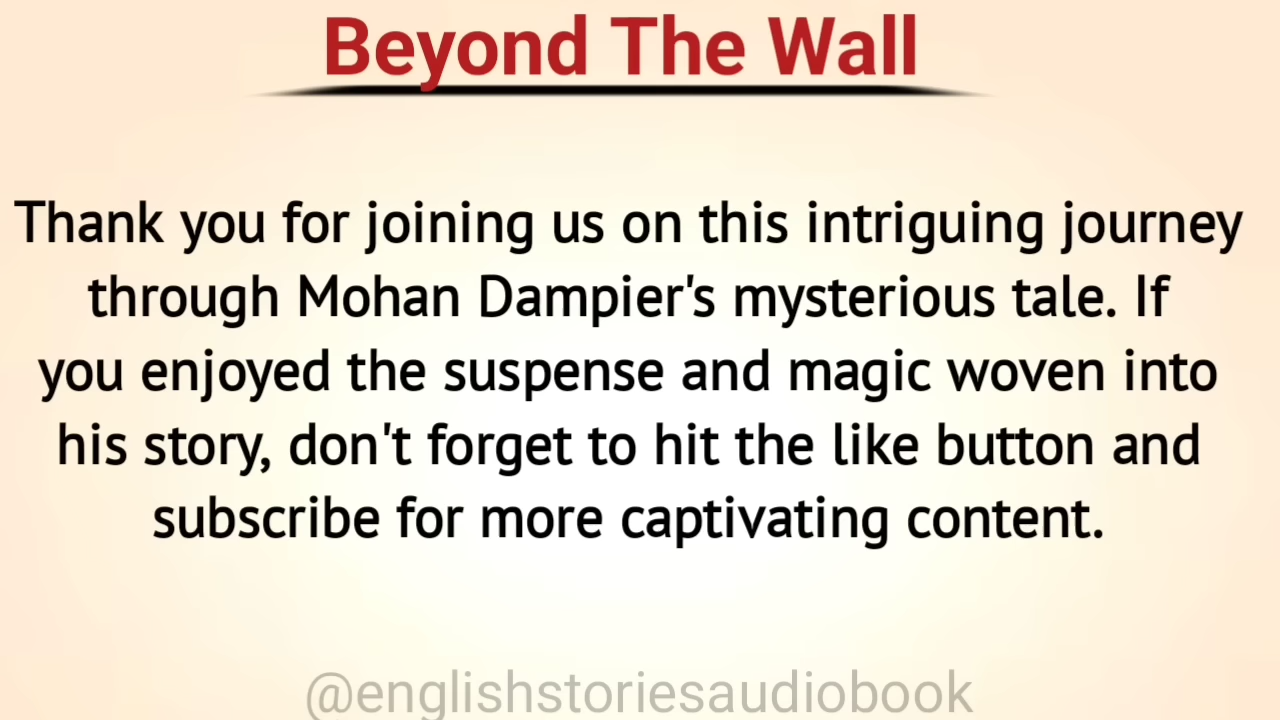 Beyond The Wall
Thank you for joining us on this intriguing journey
through Mohan Dampier's mysterious tale. If
you enjoyed the suspense and magic woven into
his story, don't forget to hit the like button and
subscribe for more captivating content.
@englishstoriesaudiobook